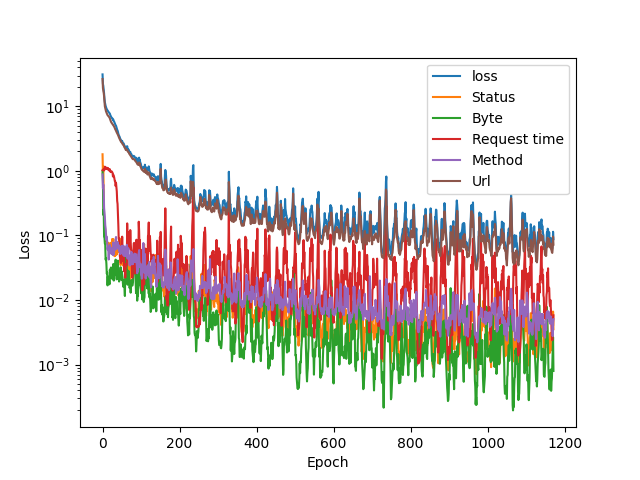 loss
Status
Byte
Request time
Method
Url
Loss
10¹
10⁰
10⁻¹
10⁻²
10⁻³
0 200 400 600 800 1000 1200
Epoch